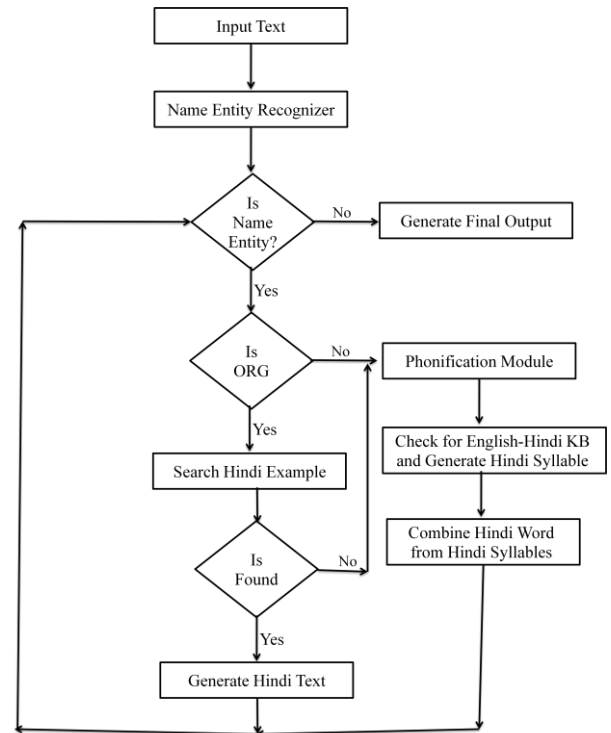 Input Text
Name Entity Recognizer
Is
Name
Entity?
No
Generate Final Output
Yes
Is
ORG
No
Phonification Module
Yes
Check for English-Hindi KB
and Generate Hindi Syllable
Search Hindi Example
Combine Hindi Word
from Hindi Syllables
Is
Found
No
Yes
Generate Hindi Text